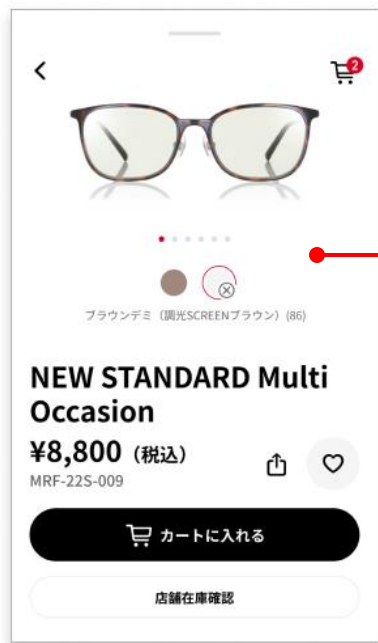 2
ブラウンデミ（調光SCREENブラウン）(86)
NEW STANDARD Multi
Occasion
¥8,800（税込）
MRF-22S-009
カートに入れる
店舗在庫確認